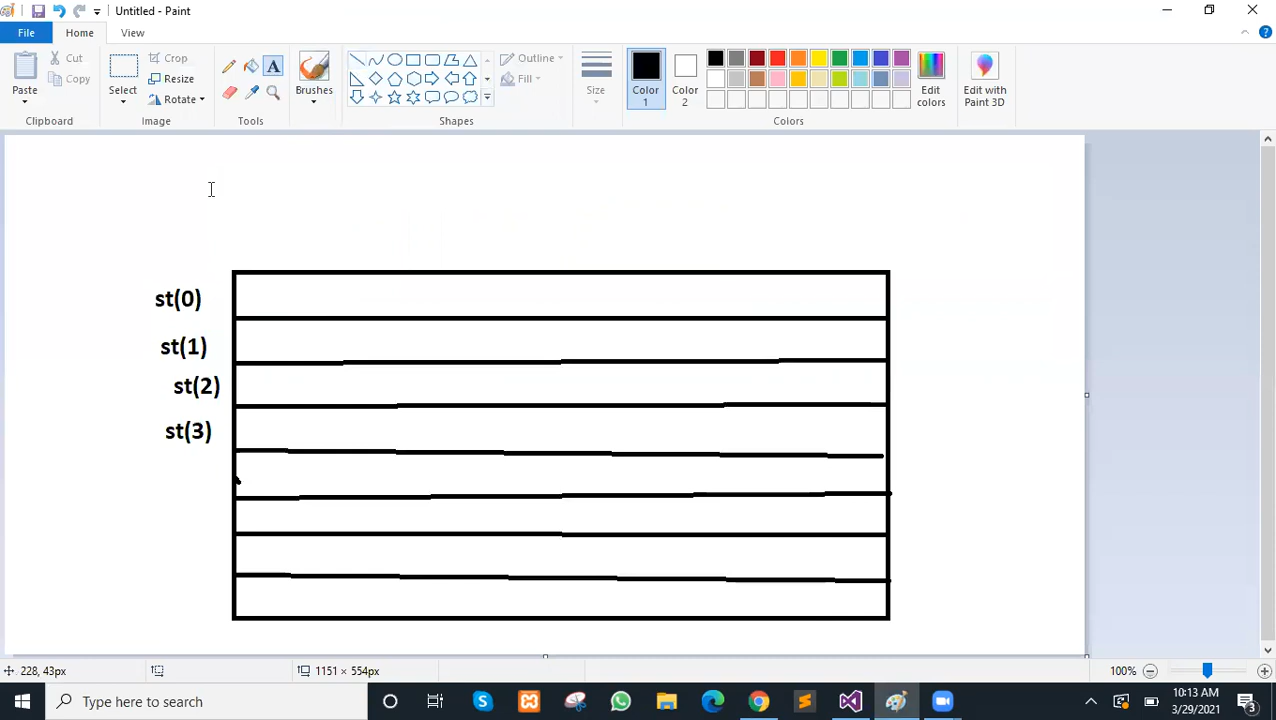 Untitled - Paint
File Home View
Paste
Cut
Copy
Clipboard
Select
Crop
Resize
Rotate
Image
A
Tools
Brushes
Shapes
Outline
Fill
Size
Color 1
Color 2
Colors
Edit colors
Edit with Paint 3D
st(0)
st(1)
st(2)
st(3)
228, 43px
1151 × 554px
100%
Type here to search
10:13 AM
3/29/2021
3